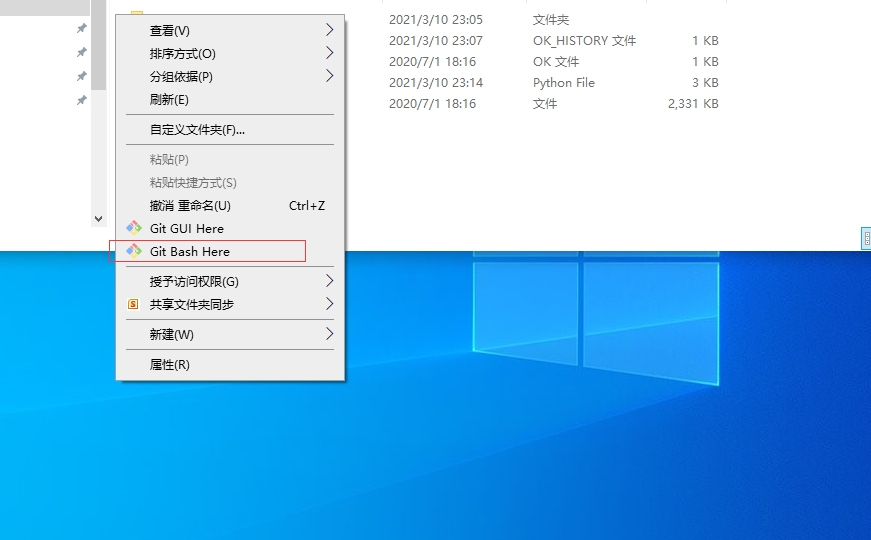 2021/3/10 23:05 文件夹
2021/3/10 23:07 OK_HISTORY 文件 1 KB
2020/7/1 18:16 OK 文件 1 KB
2021/3/10 23:14 Python File 3 KB
2020/7/1 18:16 文件 2,331 KB
查看(V)
排序方式(O)
分组依据(P)
刷新(E)
自定义文件夹(F)...
粘贴(P)
粘贴快捷方式(S)
撤消 重命名(U) Ctrl+Z
Git GUI Here
Git Bash Here
授予访问权限(G)
S 共享文件夹同步
新建(W)
属性(R)